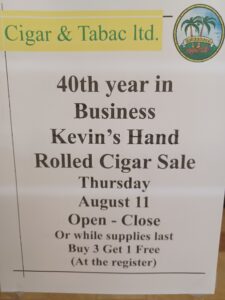 Cigar & Tabac ltd.
40th year in
Business
Kevin's Hand
Rolled Cigar Sale
Thursday
August 11
Open - Close
Or while supplies last
Buy 3 Get 1 Free
(At the register)